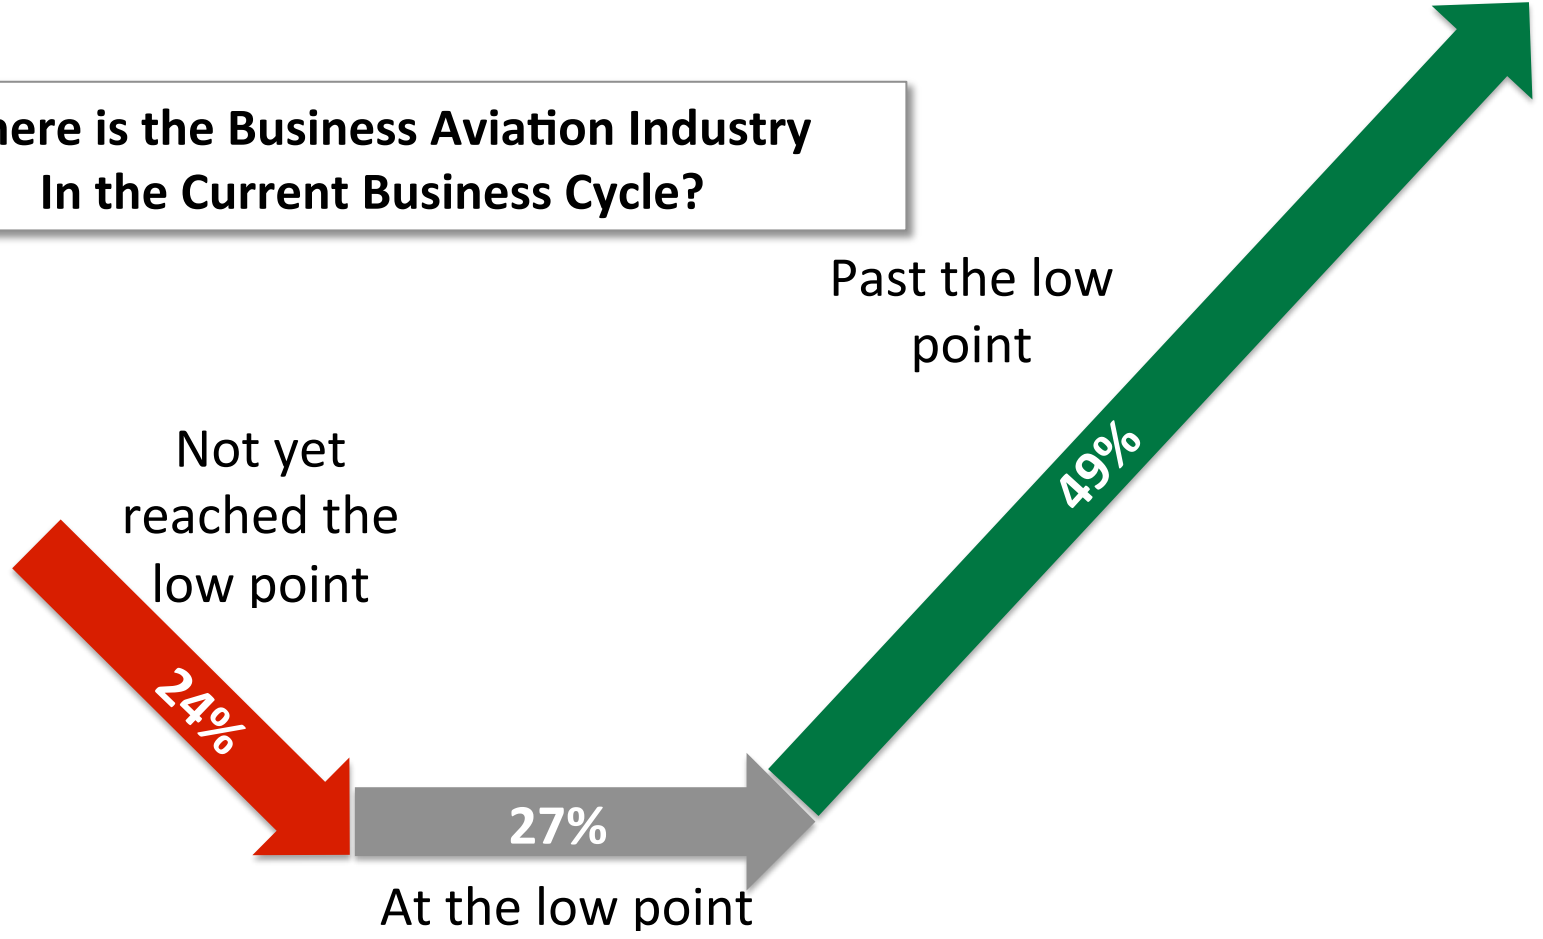 here is the Business Aviation Industry
In the Current Business Cycle?
Past the low
point
49%
Not yet
reached the
low point
24%
27%
At the low point